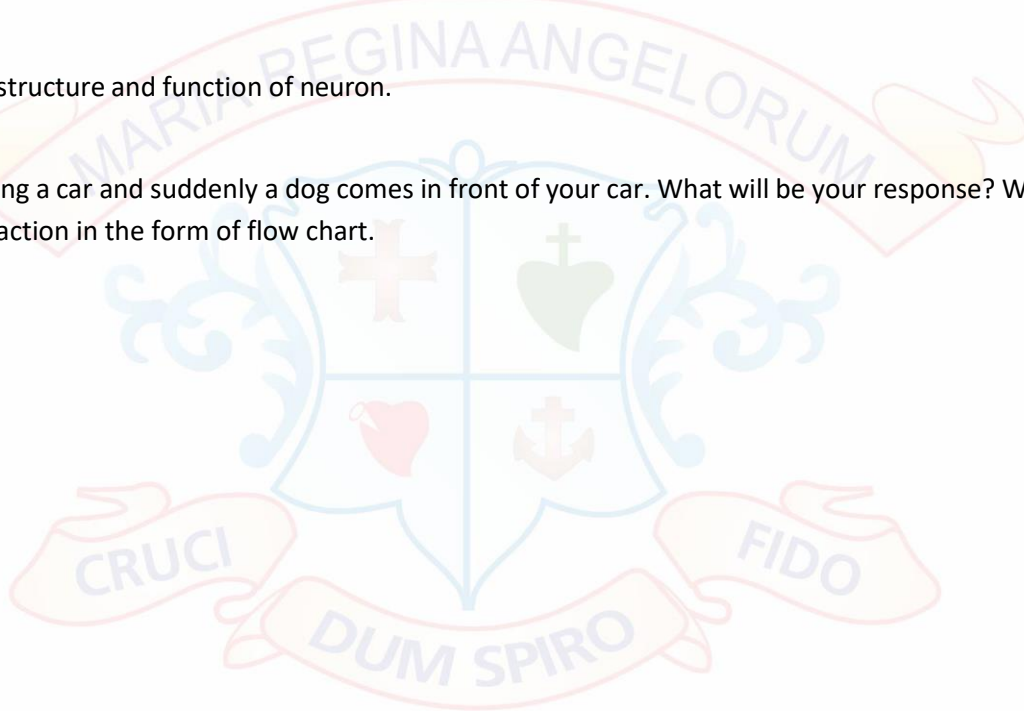 MARIA REGINA ANGELORUM
structure and function of neuron.
ng a car and suddenly a dog comes in front of your car. What will be your response? W
action in the form of flow chart.
CRUCI
FIDO
DUM SPIRO